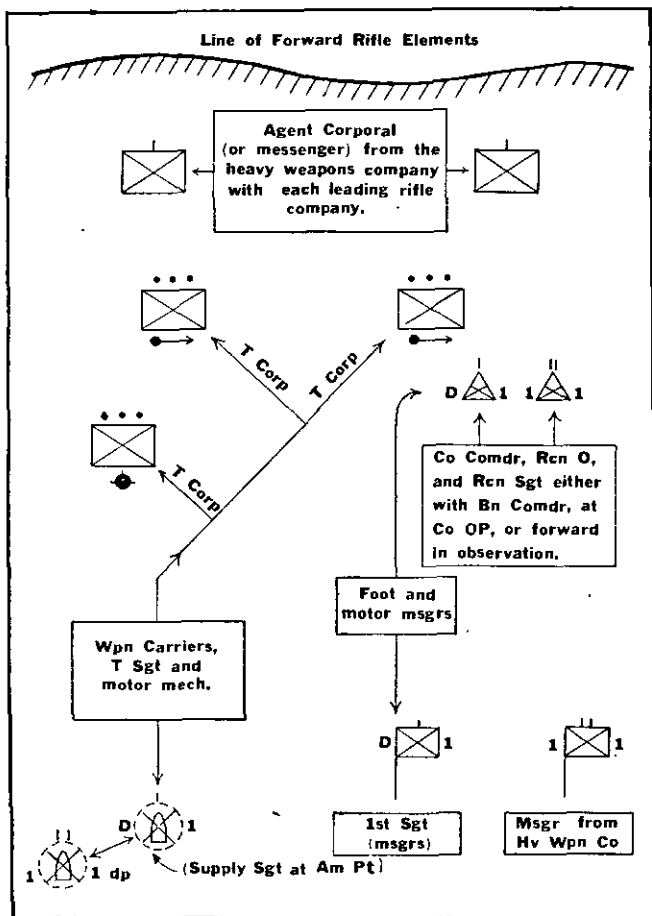 Line of Forward Rifle Elements
Agent Corporal
(or messenger) from the
heavy weapons company
with each leading rifle
company.
T Corp
T Corp
T Corp
D 1 1
Co Comdr, Rcn O,
and Rcn Sgt either
with Bn Comdr, at
Co OP, or forward
in observation.
Foot and
motor msgrs
Wpn Carriers,
T Sgt and
motor mech.
D 1
1 1
D 1
1st Sgt
(msgrs)
Msgr from
Hv Wpn Co
1 1 dp
(Supply Sgt at Am Pt)